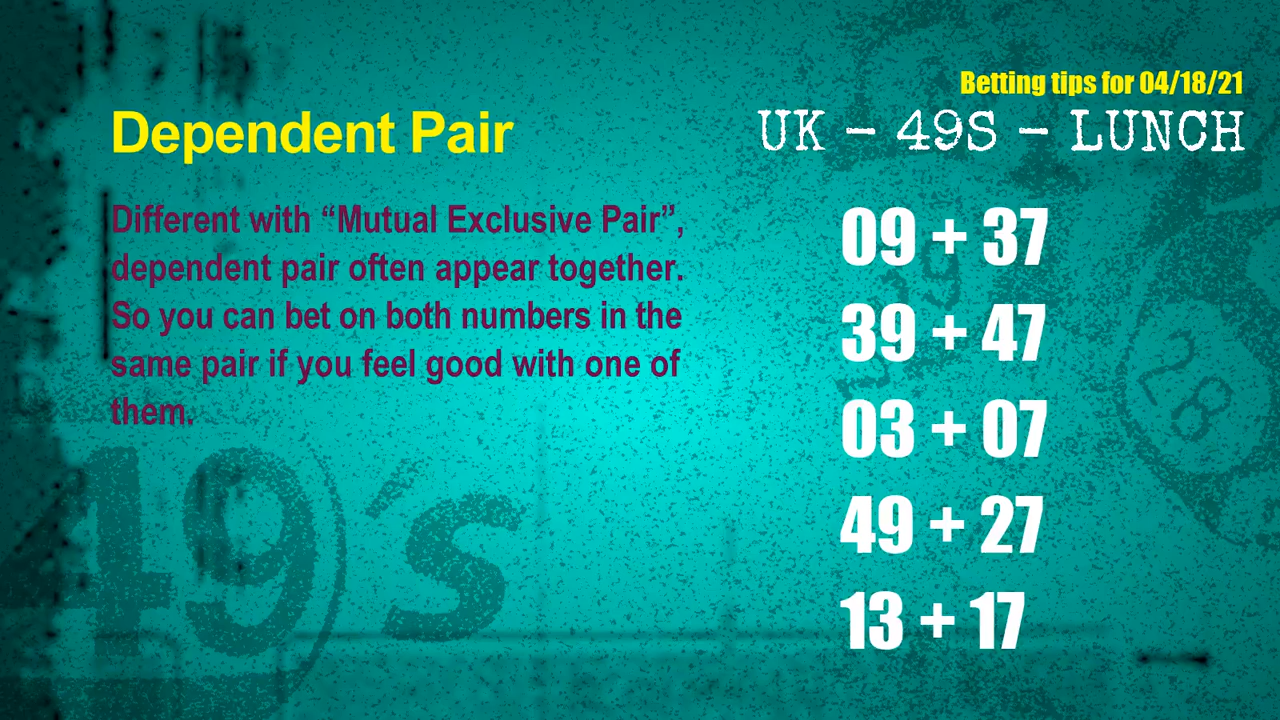 Betting tips for 04/18/21
UK - 49S - LUNCH
Dependent Pair
Different with “Mutual Exclusive Pair”,
dependent pair often appear together.
So you can bet on both numbers in the
same pair if you feel good with one of
them.
09 + 37
39 + 47
03 + 07
49 + 27
13 + 17
49's
28